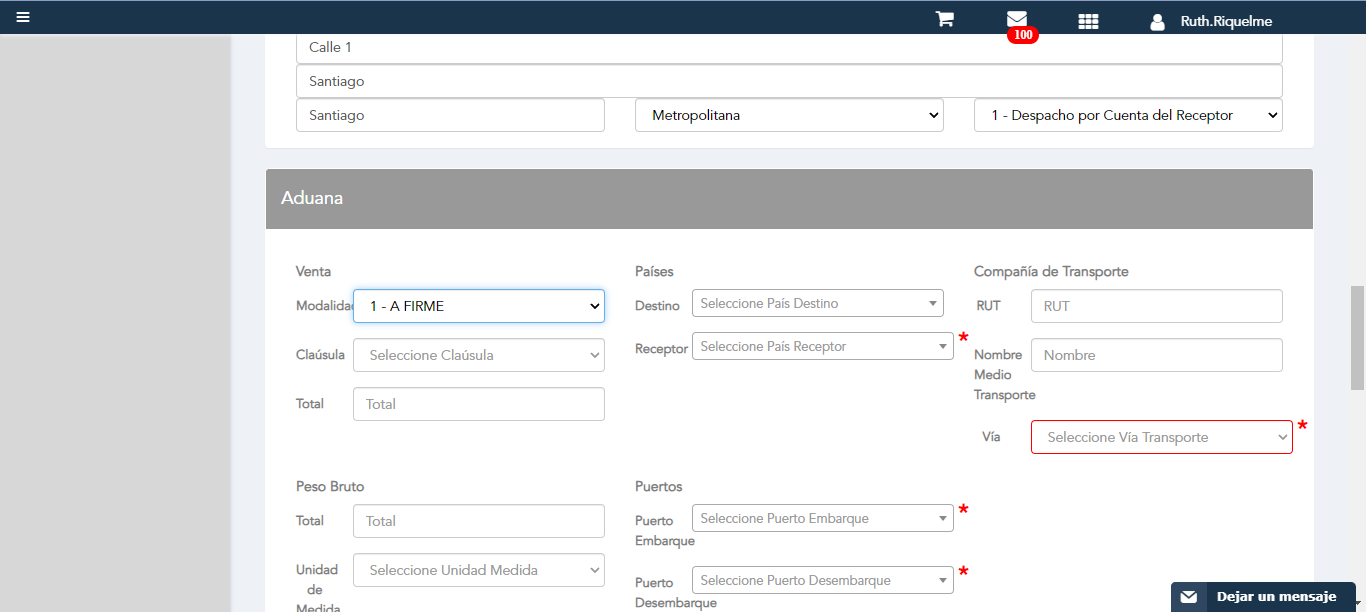 Ruth.Riquelme
100
Calle 1
Santiago
Santiago
Metropolitana
1 - Despacho por Cuenta del Receptor
Aduana
Venta
Modalidad
1 - A FIRME
Claúsula
Seleccione Claúsula
Total
Total
Países
Destino
Seleccione País Destino
Receptor
Seleccione País Receptor
*
Compañía de Transporte
RUT
RUT
Nombre
Medio
Transporte
Nombre
Vía
Seleccione Vía Transporte
*
Peso Bruto
Total
Total
Unidad
de
Medida
Seleccione Unidad Medida
Puertos
Puerto
Embarque
Seleccione Puerto Embarque
*
Puerto
Desembarque
Seleccione Puerto Desembarque
*
Dejar un mensaje